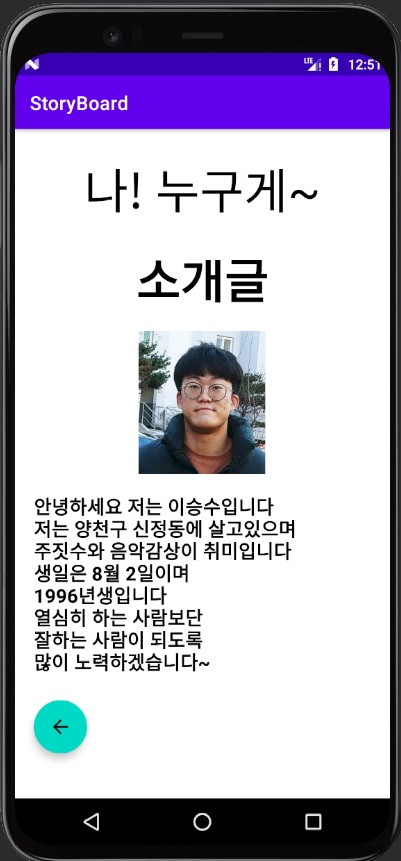 LTE 12:51
StoryBoard
나! 누구게~
소개글
안녕하세요 저는 이승수입니다
저는 양천구 신정동에 살고있으며
주짓수와 음악감상이 취미입니다
생일은 8월 2일이며
1996년생입니다
열심히 하는 사람보단
잘하는 사람이 되도록
많이 노력하겠습니다~